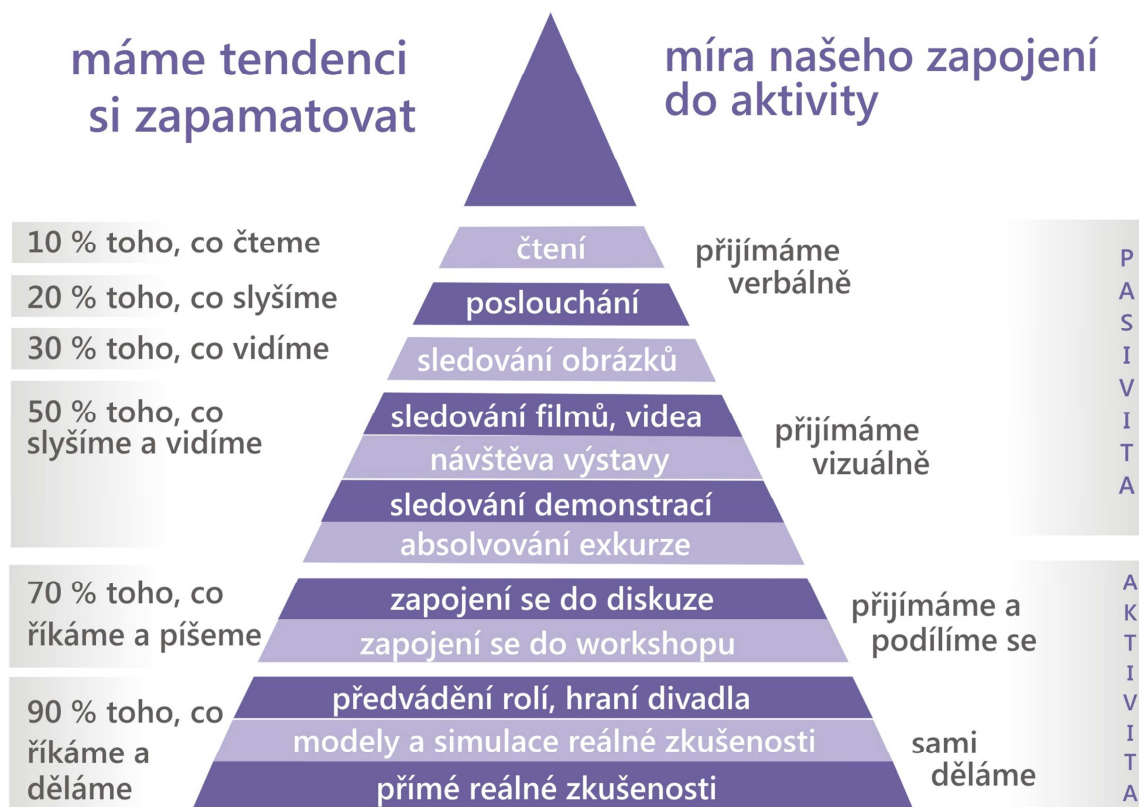 máme tendenci
si zapamatovat
míra našeho zapojení
do aktivity
10 % toho, co čteme
20 % toho, co slyšíme
30 % toho, co vidíme
50 % toho, co
slyšíme a vidíme
70 % toho, co
říkáme a píšeme
90 % toho, co
říkáme a
děláme
čtení
poslouchání
sledování obrázků
sledování filmů, videa
návštěva výstavy
sledování demonstrací
absolvování exkurze
zapojení se do diskuze
zapojení se do workshopu
předvádění rolí, hraní divadla
modely a simulace reálné zkušenosti
přímé reálné zkušenosti
přijímáme
verbálně
přijímáme
vizuálně
přijímáme a
podílíme se
sami
děláme
PASIVITA
AKTIVITA